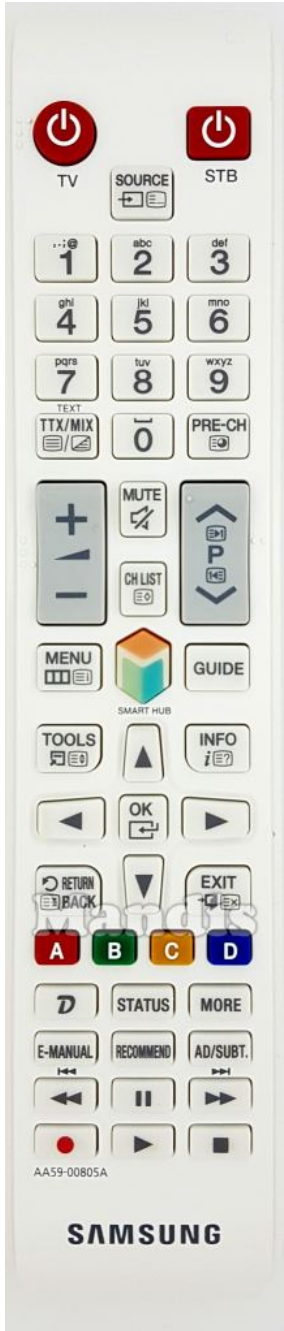 TV
STB
SOURCE
.,-;@ abc def
1 2 3
ghi jkl mno
4 5 6
pqrs tuv wxyz
7 8 9
TEXT
TTX/MIX 0 PRE-CH
MUTE
+
P
−
CH LIST
MENU GUIDE
SMART HUB
TOOLS INFO
i
OK
RETURN EXIT
BACK
Mandis
A B C D
D STATUS MORE
E-MANUAL RECOMMEND AD/SUBT.
AA59-00805A
SAMSUNG